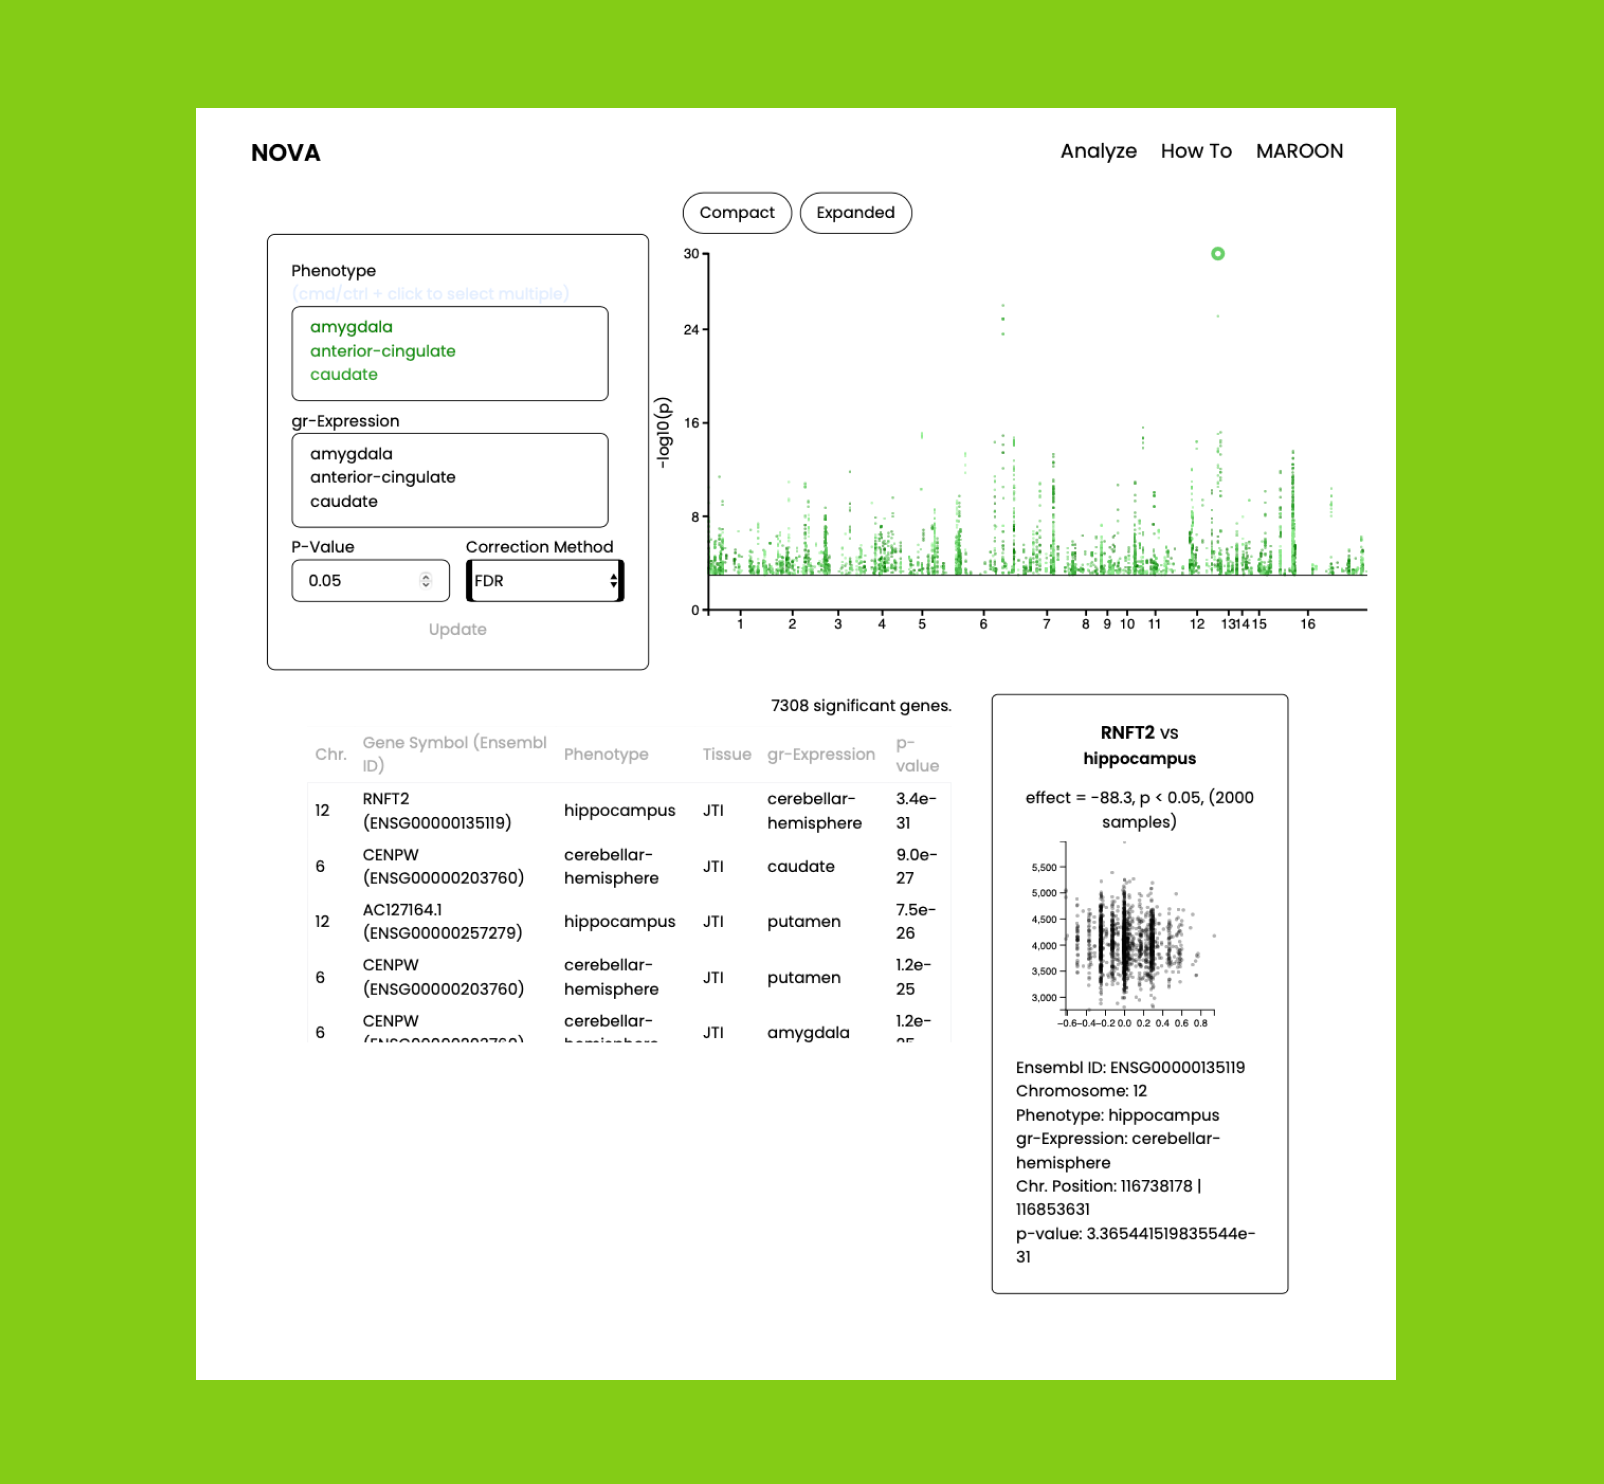 NOVA
Analyze How To MAROON
Compact Expanded
Phenotype
(cmd/ctrl + click to select multiple)
amygdala
anterior-cingulate
caudate
gr-Expression
amygdala
anterior-cingulate
caudate
P-Value Correction Method
0.05 FDR
Update
-log10(p)
30
24
16
8
0
1 2 3 4 5 6 7 8 9 10 11 12 13 14 15 16
7308 significant genes.
Chr. Gene Symbol (Ensembl ID) Phenotype Tissue gr-Expression p-value
12 RNFT2 (ENSG00000135119) hippocampus JTI cerebellar-hemisphere 3.4e-31
6 CENPW (ENSG00000203760) cerebellar-hemisphere JTI caudate 9.0e-27
12 AC127164.1 (ENSG00000257279) hippocampus JTI putamen 7.5e-26
6 CENPW (ENSG00000203760) cerebellar-hemisphere JTI putamen 1.2e-25
6 CENPW (ENSG00000203760) cerebellar-hemisphere JTI amygdala 1.2e-25
RNFT2 vs
hippocampus
effect = -88.3, p < 0.05, (2000
samples)
5,500
5,000
4,500
4,000
3,500
3,000
-0.6 -0.4 -0.2 0.0 0.2 0.4 0.6 0.8
Ensembl ID: ENSG00000135119
Chromosome: 12
Phenotype: hippocampus
gr-Expression: cerebellar-
hemisphere
Chr. Position: 116738178 |
116853631
p-value: 3.365441519835544e-
31